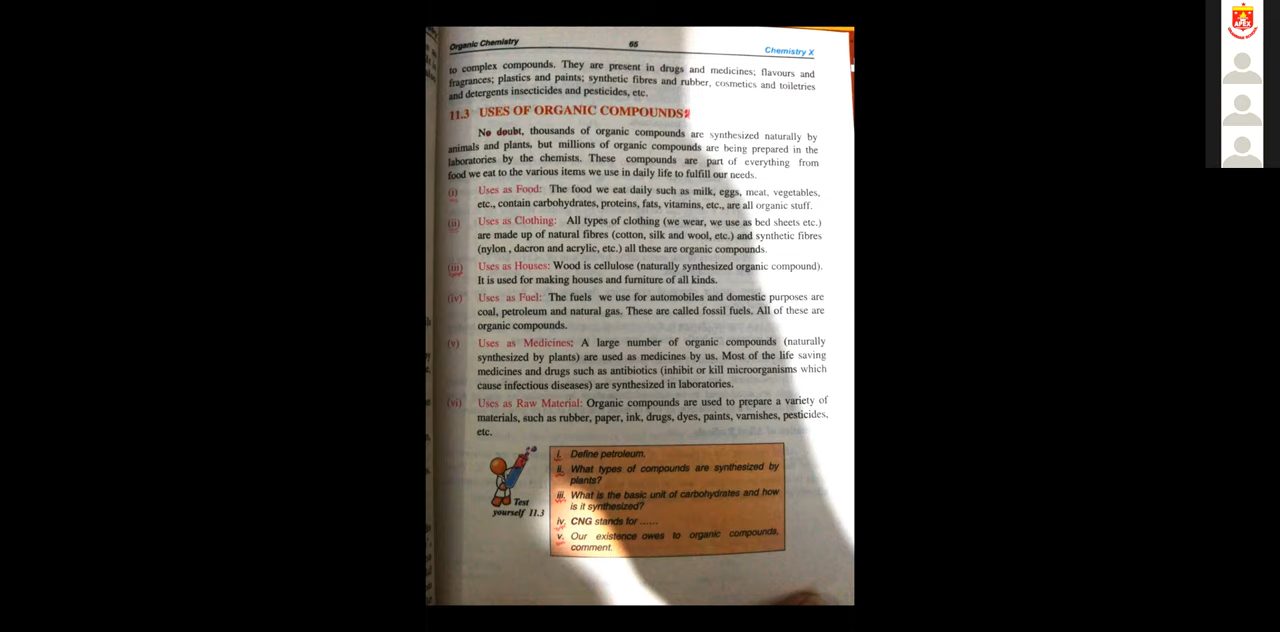 Organic Chemistry 65 Chemistry X
to complex compounds. They are present in drugs and medicines; flavours and
fragrances; plastics and paints; synthetic fibres and rubber, cosmetics and toiletries
and detergents insecticides and pesticides, etc.
11.3 USES OF ORGANIC COMPOUNDS
No doubt, thousands of organic compounds are synthesized naturally by
animals and plants, but millions of organic compounds are being prepared in the
laboratories by the chemists. These compounds are part of everything from
food we eat to the various items we use in daily life to fulfill our needs.
(i) Uses as Food: The food we eat daily such as milk, eggs, meat, vegetables,
etc., contain carbohydrates, proteins, fats, vitamins, etc., are all organic stuff.
(ii) Uses as Clothing: All types of clothing (we wear, we use as bed sheets etc.)
are made up of natural fibres (cotton, silk and wool, etc.) and synthetic fibres
(nylon , dacron and acrylic, etc.) all these are organic compounds.
(iii) Uses as Houses: Wood is cellulose (naturally synthesized organic compound).
It is used for making houses and furniture of all kinds.
(iv) Uses as Fuel: The fuels we use for automobiles and domestic purposes are
coal, petroleum and natural gas. These are called fossil fuels. All of these are
organic compounds.
(v) Uses as Medicines: A large number of organic compounds (naturally
synthesized by plants) are used as medicines by us. Most of the life saving
medicines and drugs such as antibiotics (inhibit or kill microorganisms which
cause infectious diseases) are synthesized in laboratories.
(vi) Uses as Raw Material: Organic compounds are used to prepare a variety of
materials, such as rubber, paper, ink, drugs, dyes, paints, varnishes, pesticides,
etc.
Test
yourself 11.3
i. Define petroleum.
ii. What types of compounds are synthesized by
plants?
iii. What is the basic unit of carbohydrates and how
is it synthesized?
iv. CNG stands for ......
v. Our existence owes to organic compounds,
comment.
APEX